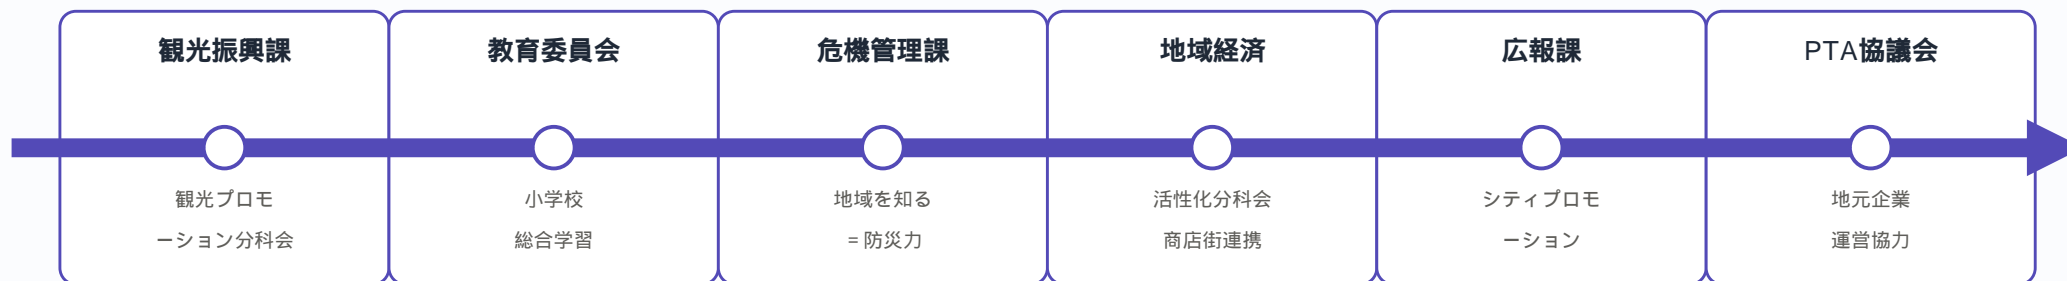 観光振興課
観光プロモ
ーション分科会
教育委員会
小学校
総合学習
危機管理課
地域を知る
= 防災力
地域経済
活性化分科会
商店街連携
広報課
シティプロモ
ーション
PTA協議会
地元企業
運営協力